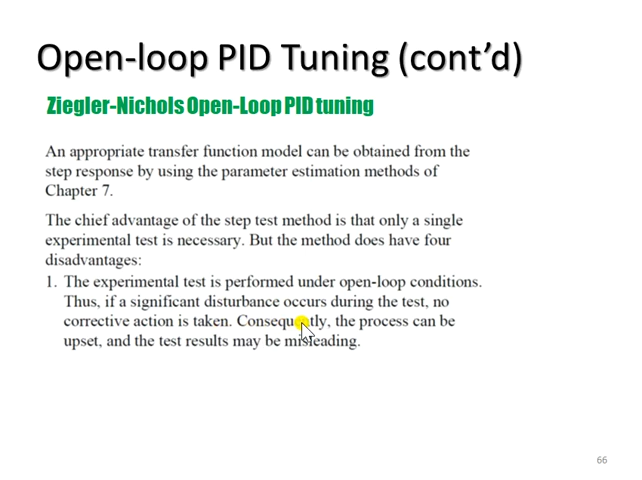 Open-loop PID Tuning (cont'd)
Ziegler-Nichols Open-Loop PID tuning
An appropriate transfer function model can be obtained from the
step response by using the parameter estimation methods of
Chapter 7.
The chief advantage of the step test method is that only a single
experimental test is necessary. But the method does have four
disadvantages:
1. The experimental test is performed under open-loop conditions.
Thus, if a significant disturbance occurs during the test, no
corrective action is taken. Consequently, the process can be
upset, and the test results may be misleading.
66